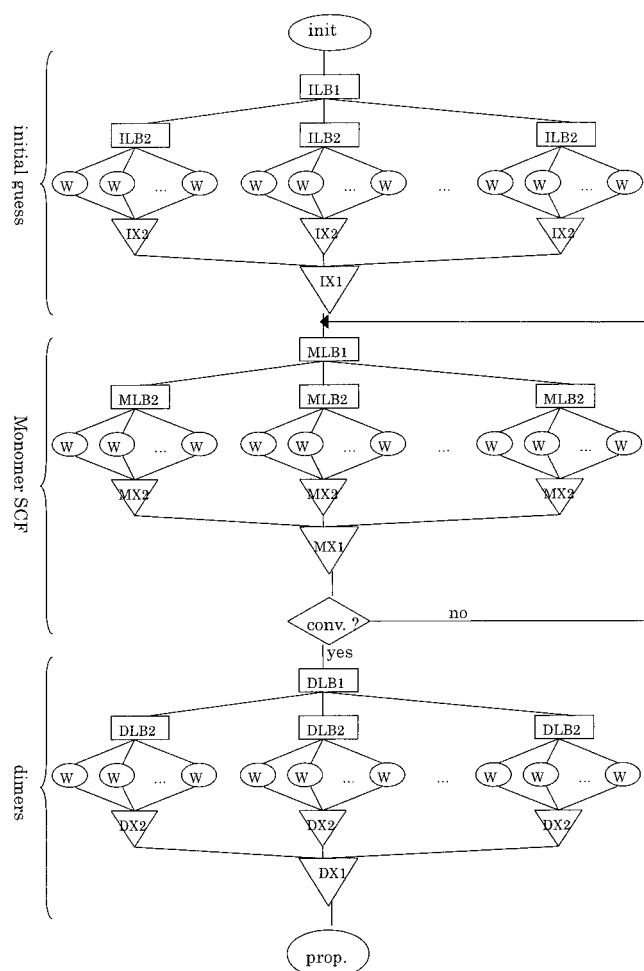 init
initial guess
ILB1
ILB2 ILB2 ILB2
W W ... W W W ... W ... W W ... W
IX2 IX2 IX2
IX1
Monomer SCF
MLB1
MLB2 MLB2 MLB2
W W ... W W W ... W ... W W ... W
MX2 MX2 MX2
MX1
conv. ? no
yes
dimers
DLB1
DLB2 DLB2 DLB2
W W ... W W W ... W ... W W ... W
DX2 DX2 DX2
DX1
prop.